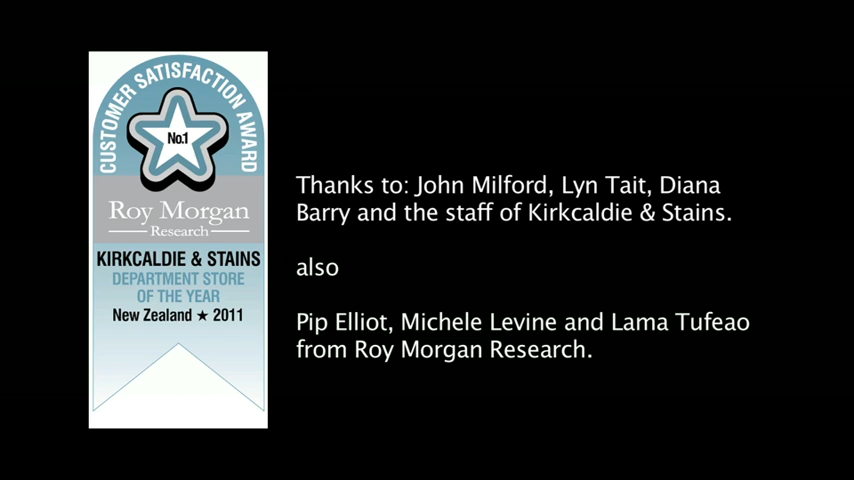 CUSTOMER SATISFACTION AWARD
No.1
Roy Morgan
Research
KIRKCALDIE & STAINS
DEPARTMENT STORE
OF THE YEAR
New Zealand ★ 2011
Thanks to: John Milford, Lyn Tait, Diana
Barry and the staff of Kirkcaldie & Stains.
also
Pip Elliot, Michele Levine and Lama Tufeao
from Roy Morgan Research.